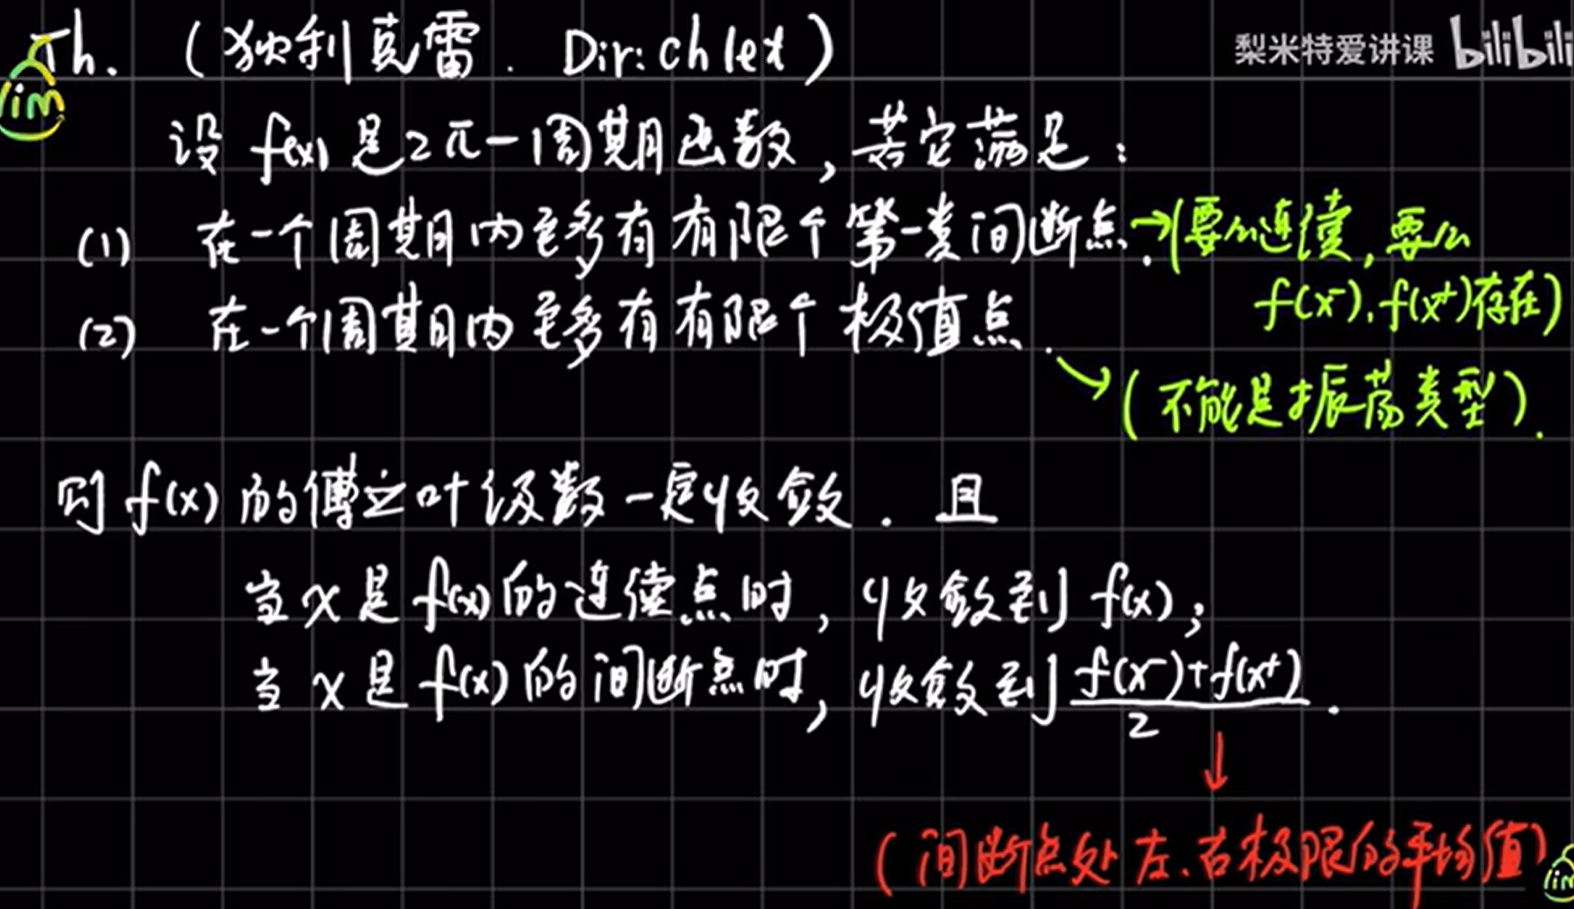 Th. (狄利克雷. Dirichlet)
梨米特爱讲课 bilibili
lim
设 f(x) 是2π-周期函数,若它满足:
(1) 在一个周期内至多有有限个第一类间断点. →(要么连续,要么
f(x⁻), f(x⁺)存在)
(2) 在一个周期内至多有有限个极值点.
→(不能是振荡类型).
则 f(x) 的傅立叶级数一定收敛. 且
当 x 是 f(x) 的连续点时, 收敛到 f(x);
当 x 是 f(x) 的间断点时, 收敛到 (f(x⁻)+f(x⁺))/2 .
↓
(间断点处左、右极限的平均值)
lim